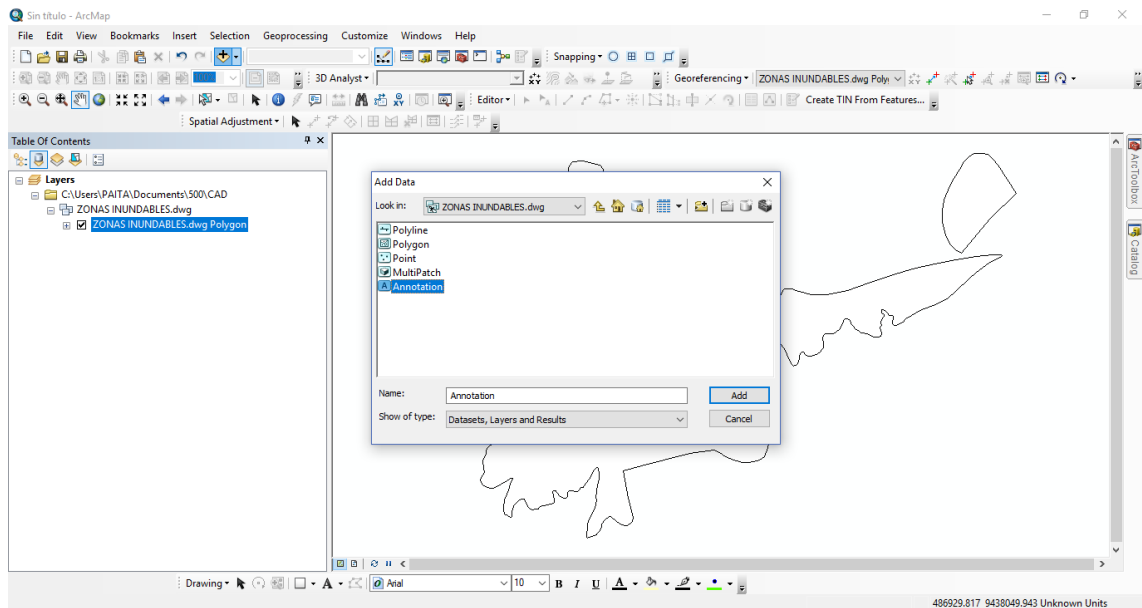 Sin título - ArcMap
File Edit View Bookmarks Insert Selection Geoprocessing Customize Windows Help
Snapping
3D Analyst
Georeferencing ZONAS INUNDABLES.dwg Poly
Editor Create TIN From Features...
Spatial Adjustment
Table Of Contents
Layers
C:\Users\PAITA\Documents\500\CAD
ZONAS INUNDABLES.dwg
ZONAS INUNDABLES.dwg Polygon
Add Data
Look in: ZONAS INUNDABLES.dwg
Polyline
Polygon
Point
MultiPatch
Annotation
Name: Annotation Add
Show of type: Datasets, Layers and Results Cancel
ArcToolbox
Catalog
Drawing A Arial 10 B I U A
486929.817 9438049.943 Unknown Units